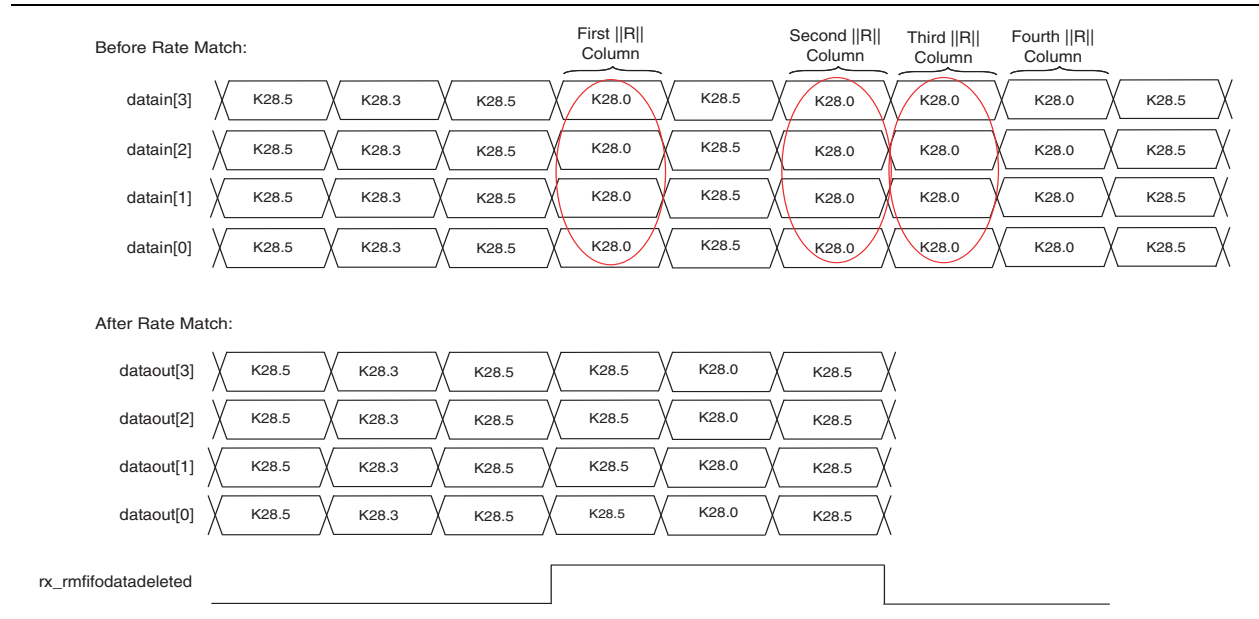 Before Rate Match:
First ||R|| Column
Second ||R|| Column
Third ||R|| Column
Fourth ||R|| Column
datain[3] K28.5 K28.3 K28.5 K28.0 K28.5 K28.0 K28.0 K28.0 K28.5
datain[2] K28.5 K28.3 K28.5 K28.0 K28.5 K28.0 K28.0 K28.0 K28.5
datain[1] K28.5 K28.3 K28.5 K28.0 K28.5 K28.0 K28.0 K28.0 K28.5
datain[0] K28.5 K28.3 K28.5 K28.0 K28.5 K28.0 K28.0 K28.0 K28.5
After Rate Match:
dataout[3] K28.5 K28.3 K28.5 K28.5 K28.0 K28.5
dataout[2] K28.5 K28.3 K28.5 K28.5 K28.0 K28.5
dataout[1] K28.5 K28.3 K28.5 K28.5 K28.0 K28.5
dataout[0] K28.5 K28.3 K28.5 K28.5 K28.0 K28.5
rx_rmfifodatadeleted